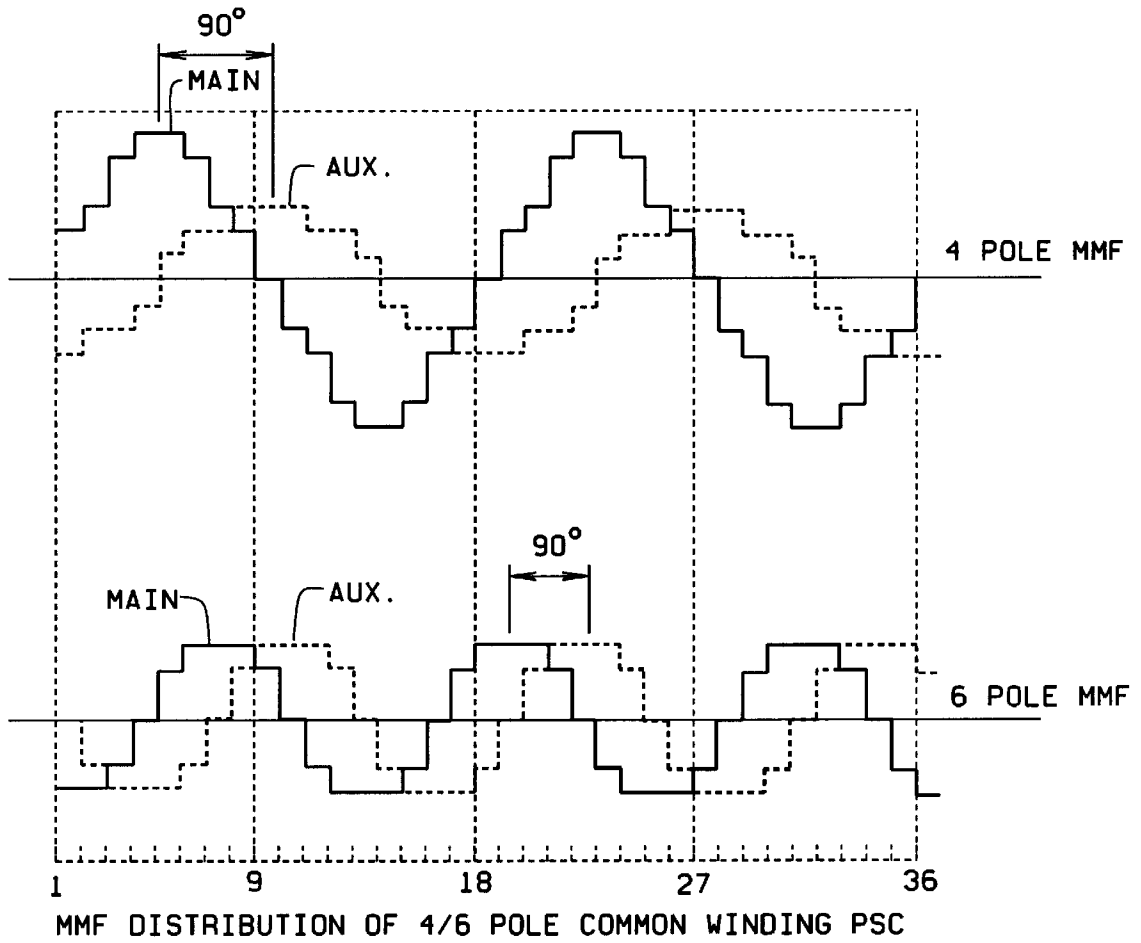 90°
MAIN
AUX.
4 POLE MMF
90°
MAIN
AUX.
6 POLE MMF
1 9 18 27 36
MMF DISTRIBUTION OF 4/6 POLE COMMON WINDING PSC